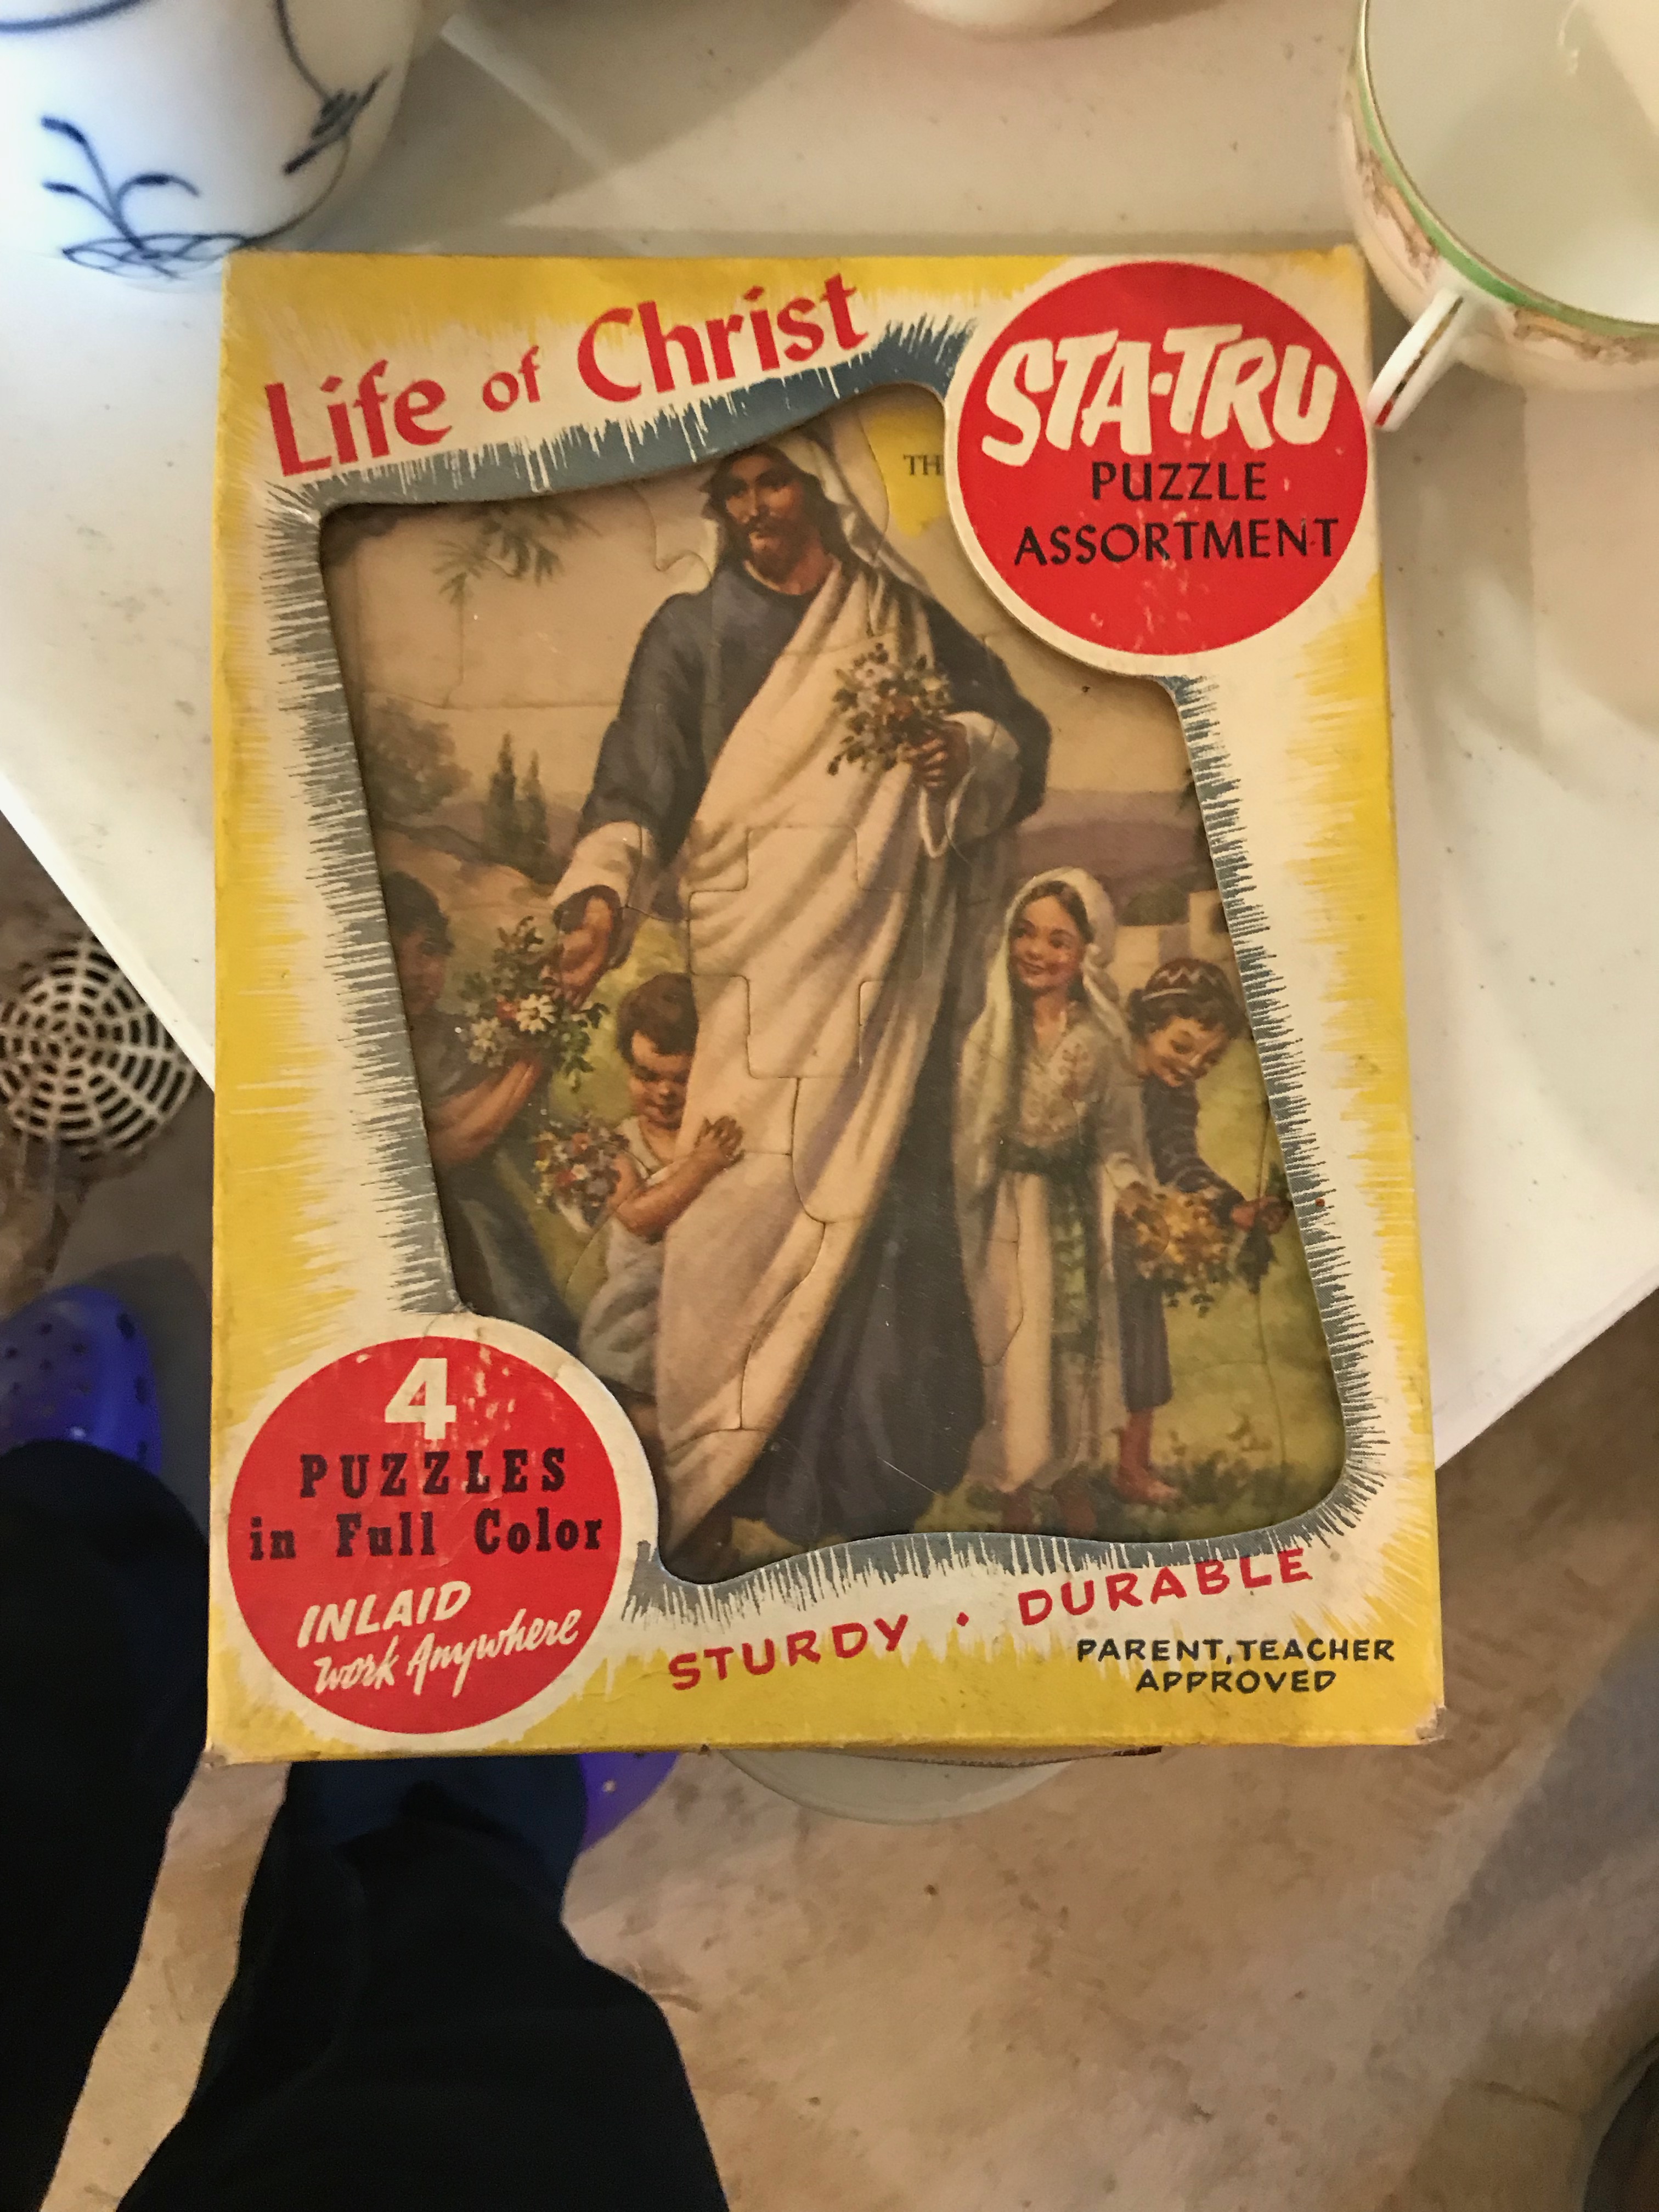 Life of Christ
STA-TRU
PUZZLE
ASSORTMENT
TH
4
PUZZLES
in Full Color
INLAID
Work Anywhere
STURDY • DURABLE
PARENT, TEACHER
APPROVED